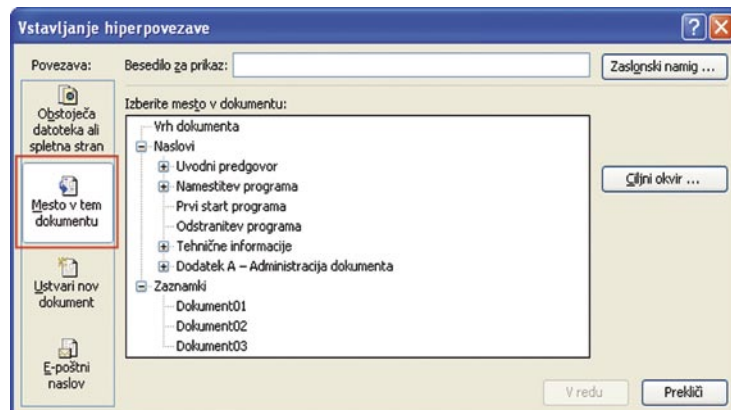 Vstavljanje hiperpovezave
Povezava:
Besedilo za prikaz:
Zaslonski namig ...
Obstoječa
datoteka ali
spletna stran
Mesto v tem
dokumentu
Ustvari nov
dokument
E-poštni
naslov
Izberite mesto v dokumentu:
Vrh dokumenta
Naslovi
Uvodni predgovor
Namestitev programa
Prvi start programa
Odstranitev programa
Tehnične informacije
Dodatek A – Administracija dokumenta
Zaznamki
Dokument01
Dokument02
Dokument03
Ciljni okvir ...
V redu
Prekliči